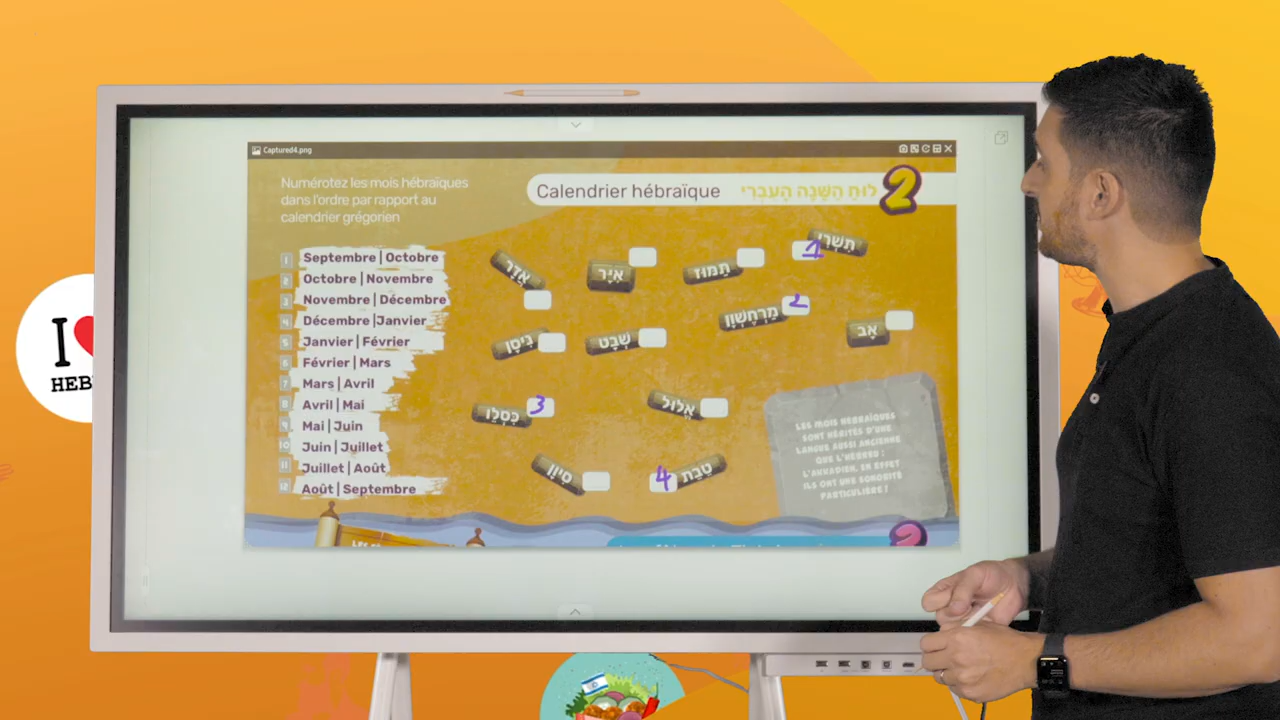 Captured4.png
Numérotez les mois hébraïques
dans l'ordre par rapport au
calendrier grégorien
Calendrier hébraïque לוּחַ הַשָּׁנָה הָעִבְרִי 2
1 Septembre | Octobre
2 Octobre | Novembre
3 Novembre | Décembre
4 Décembre |Janvier
5 Janvier | Février
6 Février | Mars
7 Mars | Avril
8 Avril | Mai
9 Mai | Juin
10 Juin | Juillet
11 Juillet | Août
12 Août | Septembre
אֲדָר
אִיָּר
תַּמּוּז
1 תִּשְׁרֵי
מַרְחֶשְׁוָן 2
אָב
נִיסָן
שְׁבָט
כִּסְלֵו 3
אֱלוּל
סִיוָן
4 טֵבֵת
LES MOIS HÉBRAÏQUES
SONT HÉRITÉS D'UNE
LANGUE AUSSI ANCIENNE
QUE L'HÉBREU :
L'AKKADIEN. EN EFFET
ILS ONT UNE SONORITÉ
PARTICULIÈRE !
I
HEB